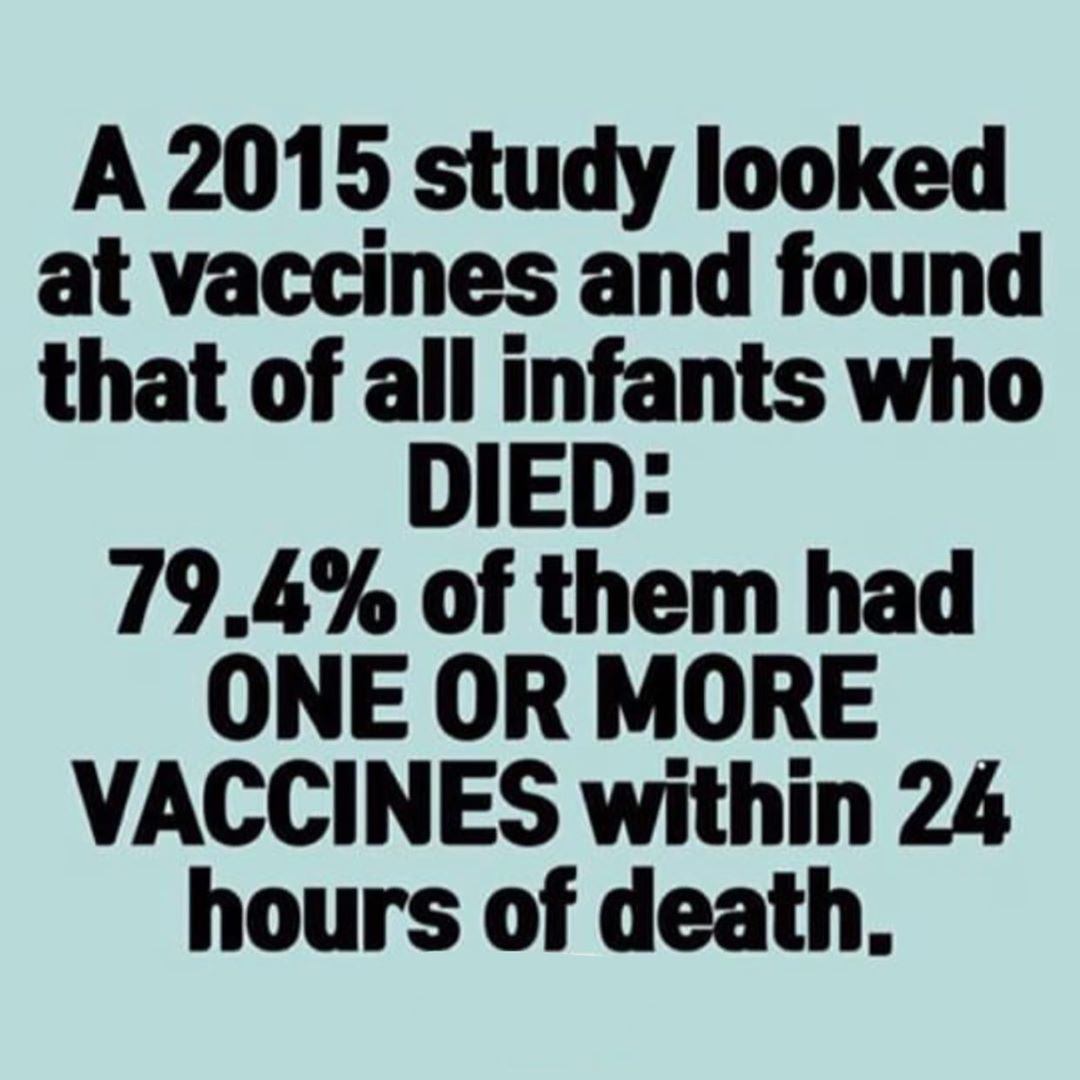 A 2015 study looked
at vaccines and found
that of all infants who
DIED:
79.4% of them had
ONE OR MORE
VACCINES within 24
hours of death.